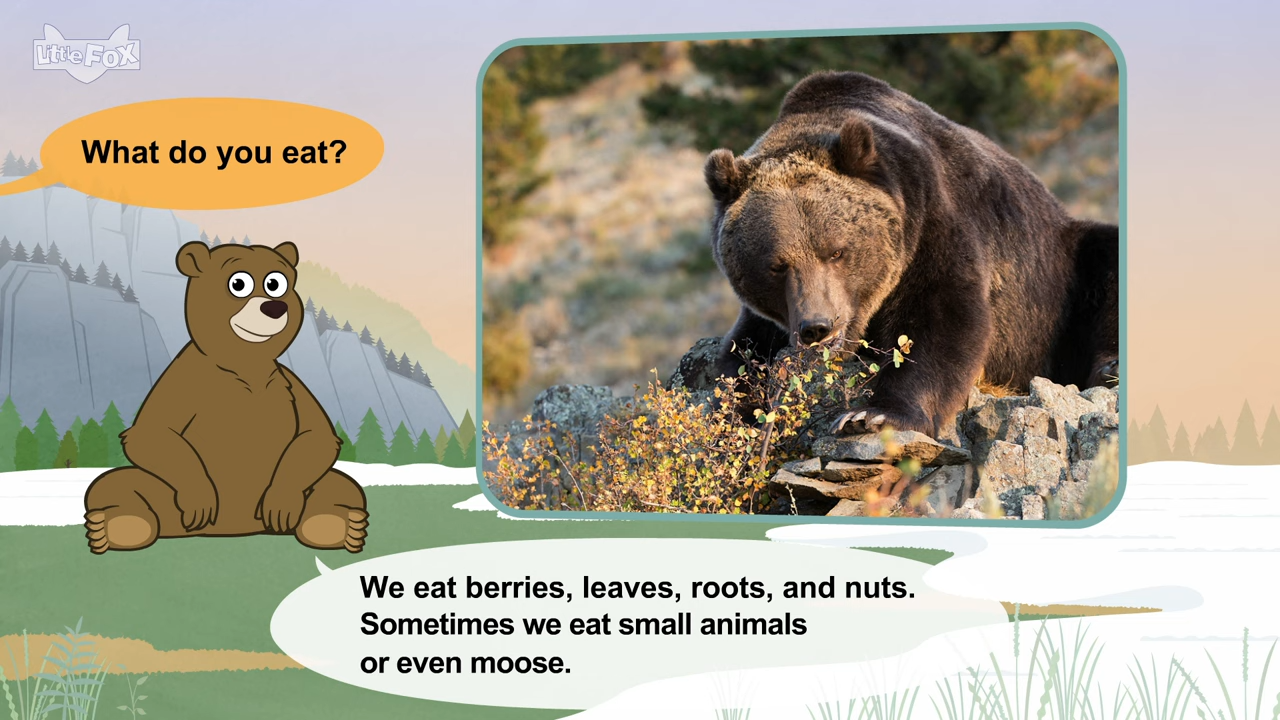 Little Fox
What do you eat?
We eat berries, leaves, roots, and nuts.
Sometimes we eat small animals
or even moose.